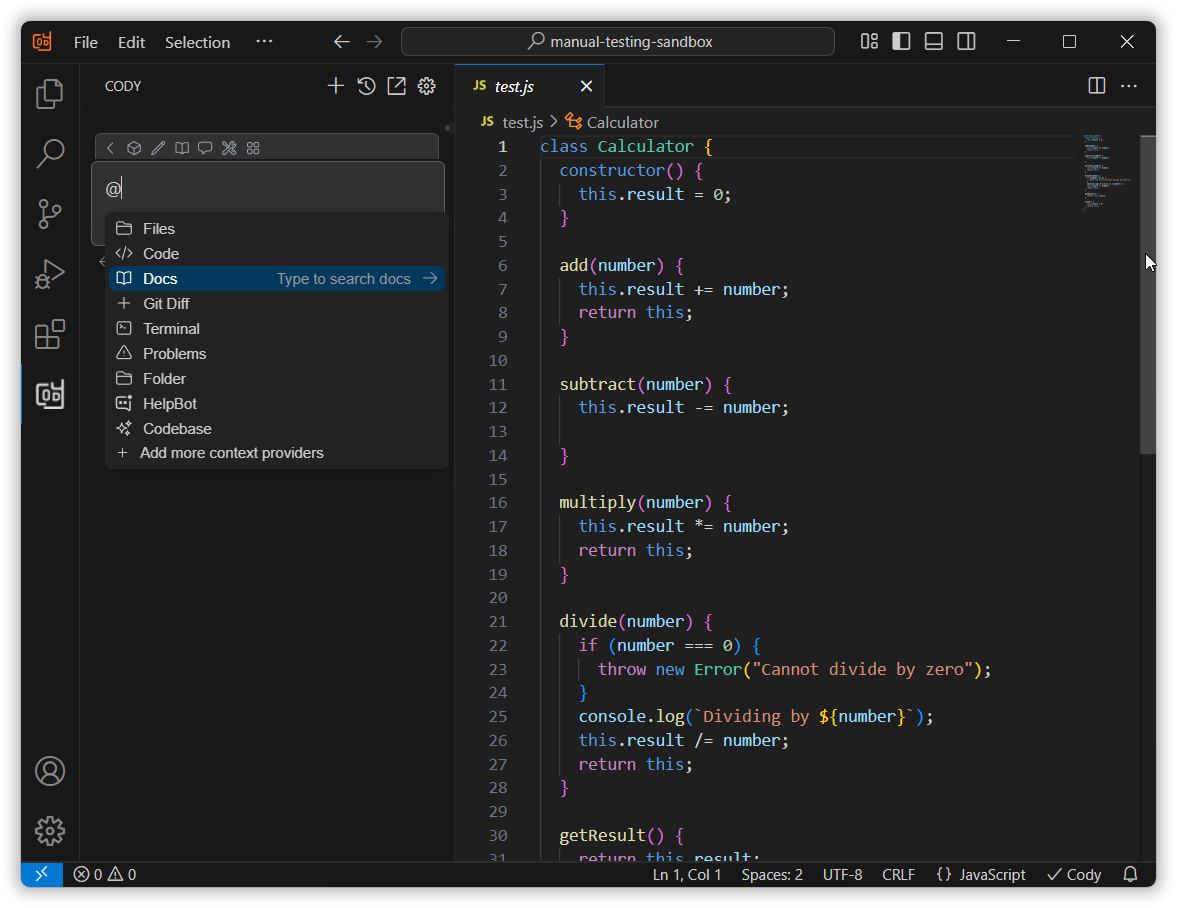 File Edit Selection ··· manual-testing-sandbox
CODY
JS test.js
JS test.js > Calculator
@
Files
Code
Docs Type to search docs
Git Diff
Terminal
Problems
Folder
HelpBot
Codebase
Add more context providers
1 class Calculator {
2 constructor() {
3 this.result = 0;
4 }
5
6 add(number) {
7 this.result += number;
8 return this;
9 }
10
11 subtract(number) {
12 this.result -= number;
13
14 }
15
16 multiply(number) {
17 this.result *= number;
18 return this;
19 }
20
21 divide(number) {
22 if (number === 0) {
23 throw new Error("Cannot divide by zero");
24 }
25 console.log(`Dividing by ${number}`);
26 this.result /= number;
27 return this;
28 }
29
30 getResult() {
31 return this.result;
0 0 Ln 1, Col 1 Spaces: 2 UTF-8 CRLF {} JavaScript Cody